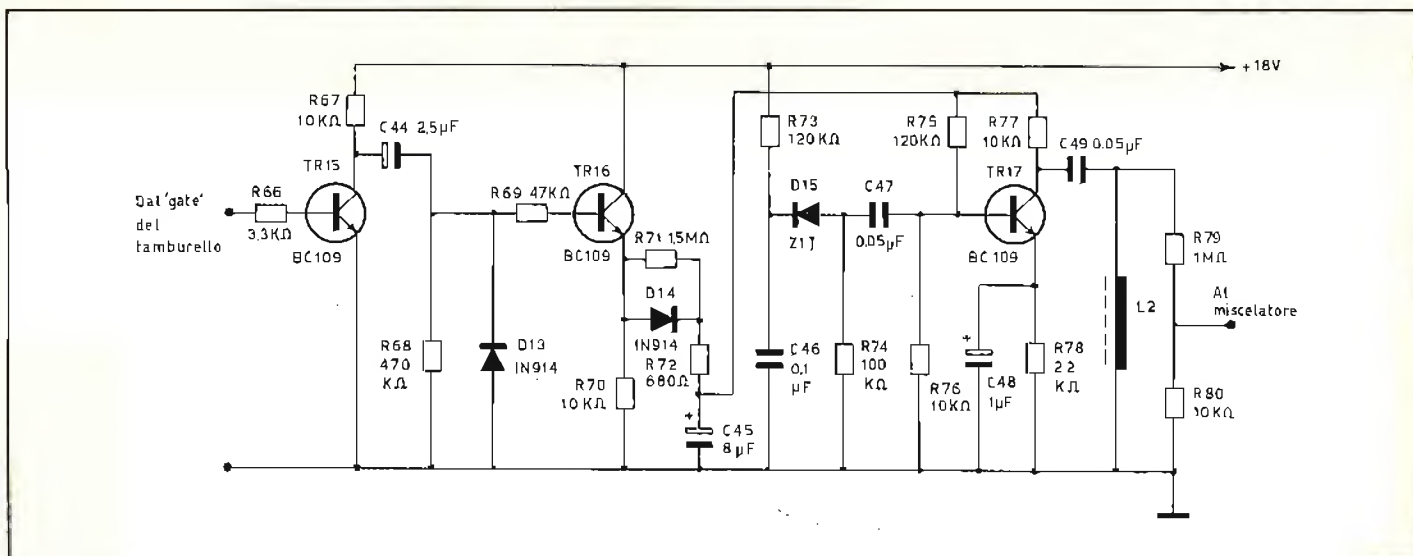 +18V
R67
10KΩ
C44 2,5µF
TR15
BC109
Dal 'gate'
del
tamburello
R66
3,3KΩ
R68
470
KΩ
D13
1N914
R69 47KΩ
TR16
BC109
R71 1,5MΩ
D14
1N914
R70
10KΩ
R72
680Ω
+
C45
8µF
R73
120KΩ
D15
Z1J
C47
0,05µF
C46
0,1
µF
R74
100
KΩ
R75
120KΩ
R76
10KΩ
R77
10KΩ
TR17
BC109
C49 0,05µF
+
C48
1µF
R78
22
KΩ
L2
R79
1MΩ
Al
miscelatore
R80
10KΩ